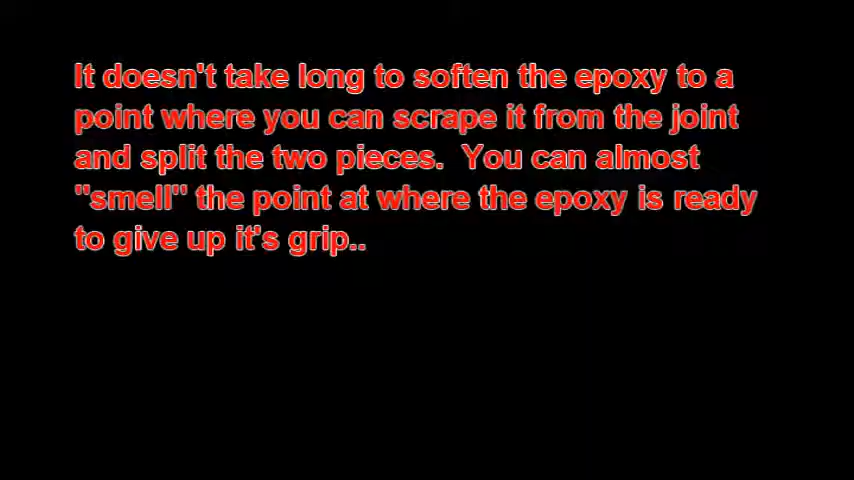 It doesn't take long to soften the epoxy to a
point where you can scrape it from the joint
and split the two pieces.  You can almost
"smell" the point at where the epoxy is ready
to give up it's grip..